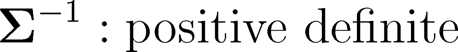 Σ⁻¹ : positive definite